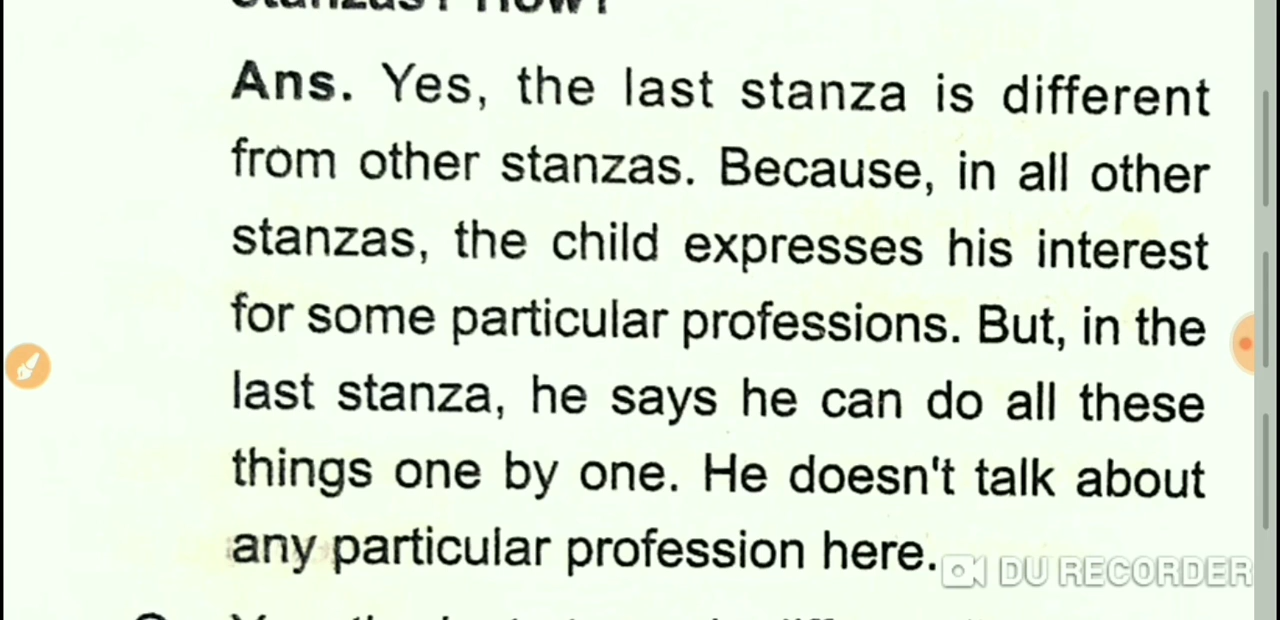 stanzas? How?
Ans. Yes, the last stanza is different
from other stanzas. Because, in all other
stanzas, the child expresses his interest
for some particular professions. But, in the
last stanza, he says he can do all these
things one by one. He doesn't talk about
any particular profession here.
DU RECORDER